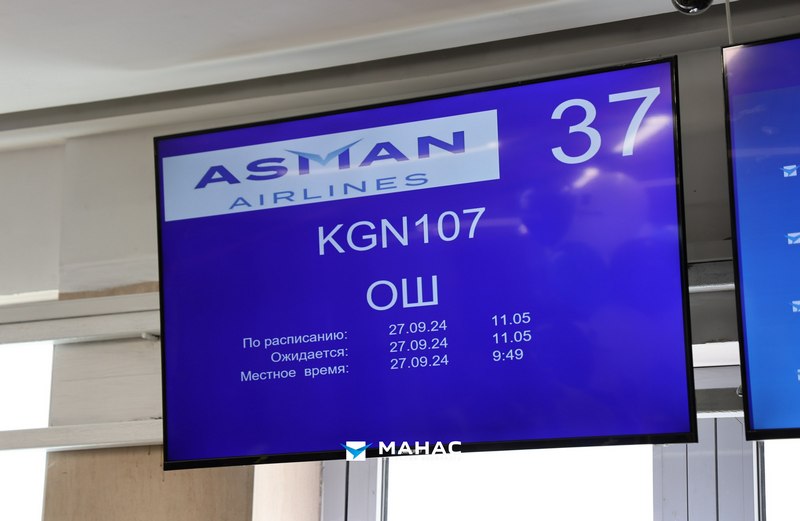 ASMAN
AIRLINES
37
KGN107
ОШ
По расписанию: 27.09.24 11.05
Ожидается: 27.09.24 11.05
Местное время: 27.09.24 9:49
МАНАС